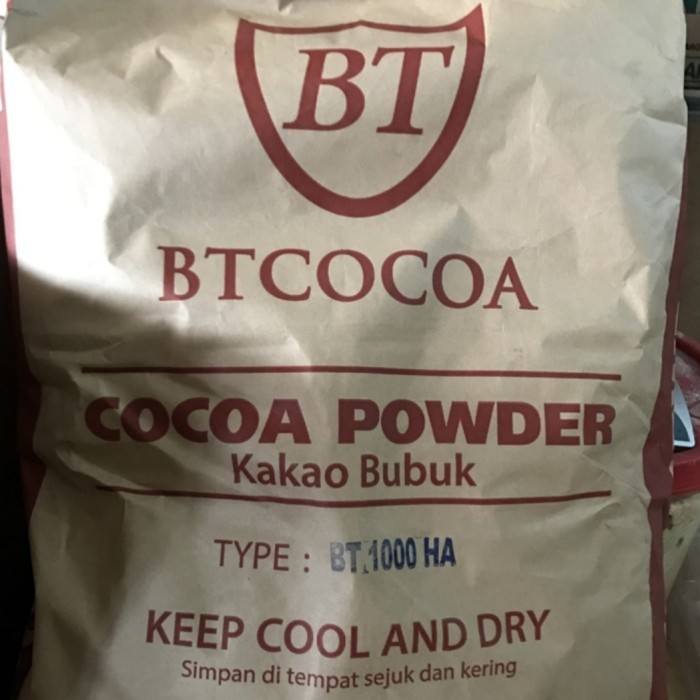 BT
BTCOCOA
COCOA POWDER
Kakao Bubuk
TYPE : BT.1000 HA
KEEP COOL AND DRY
Simpan di tempat sejuk dan kering